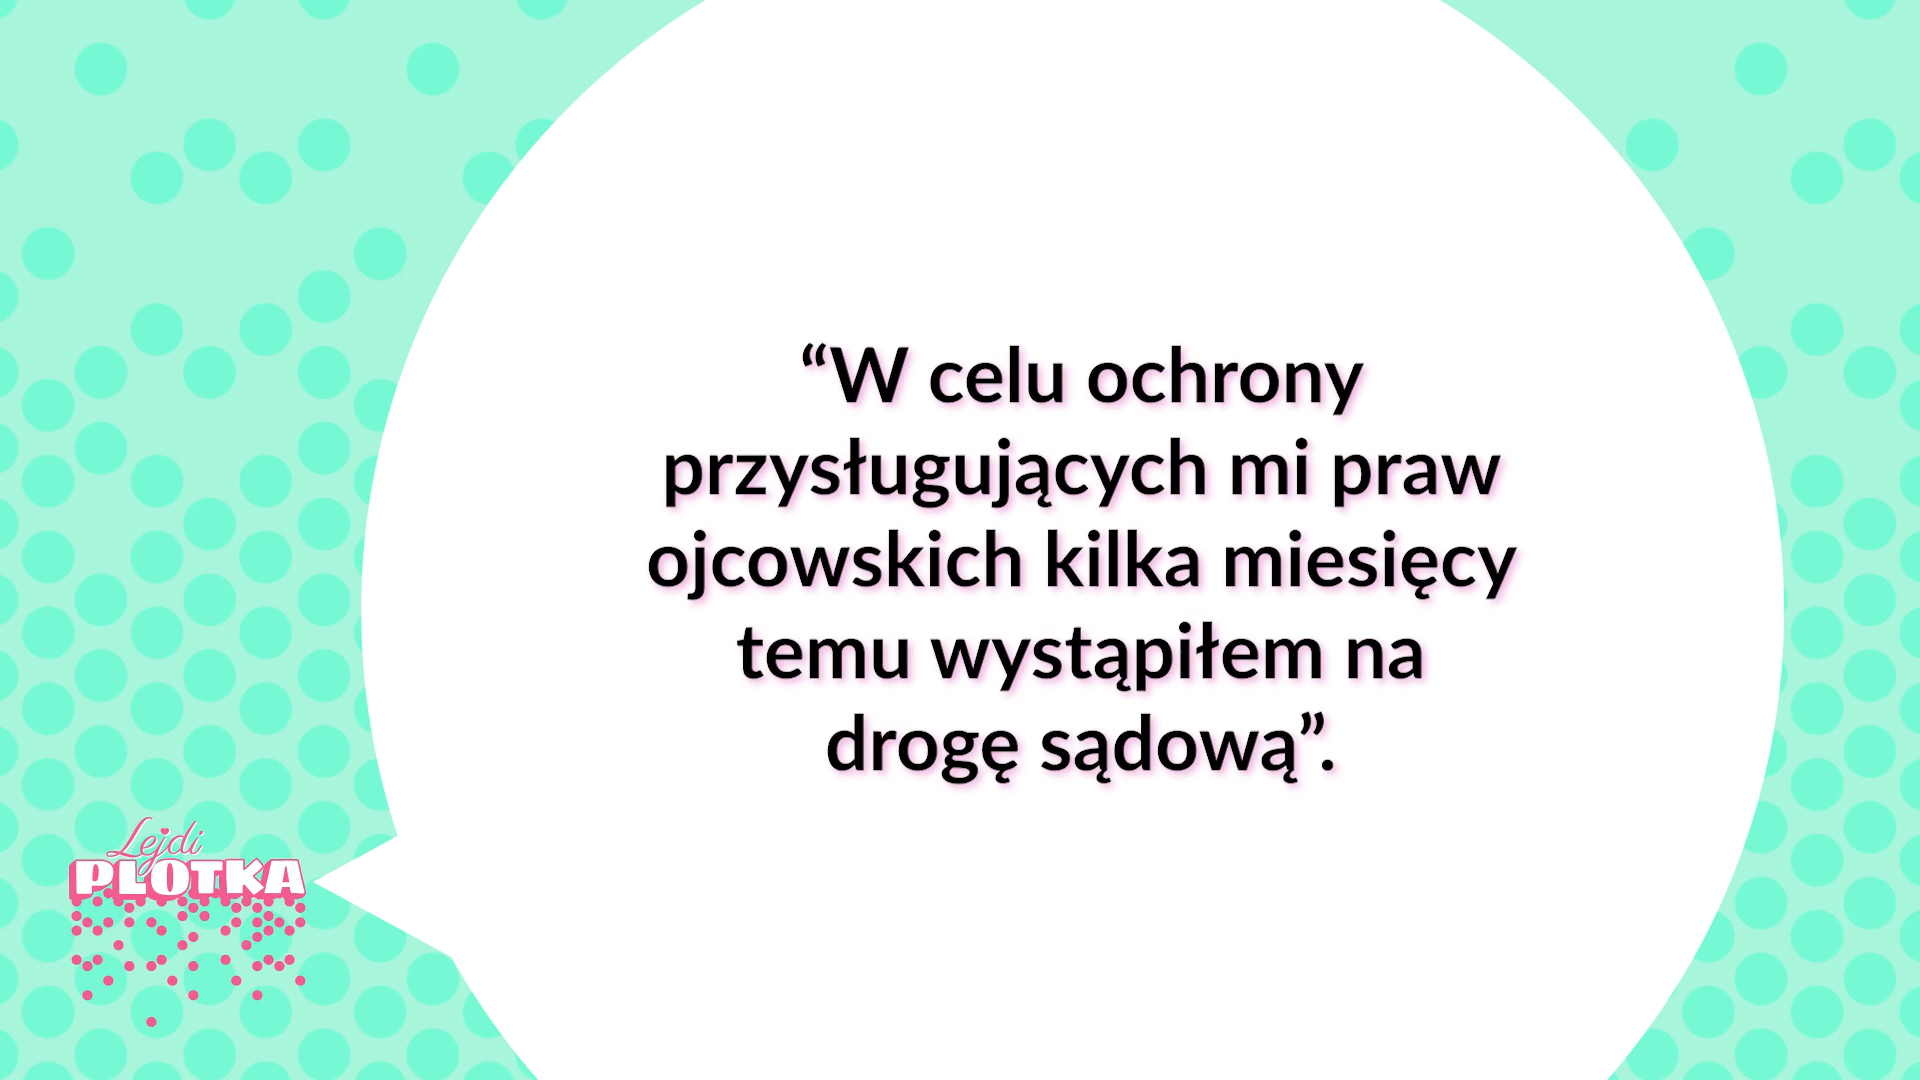 “W celu ochrony
przysługujących mi praw
ojcowskich kilka miesięcy
temu wystąpiłem na
drogę sądową”.
Lejdi
PLOTKA